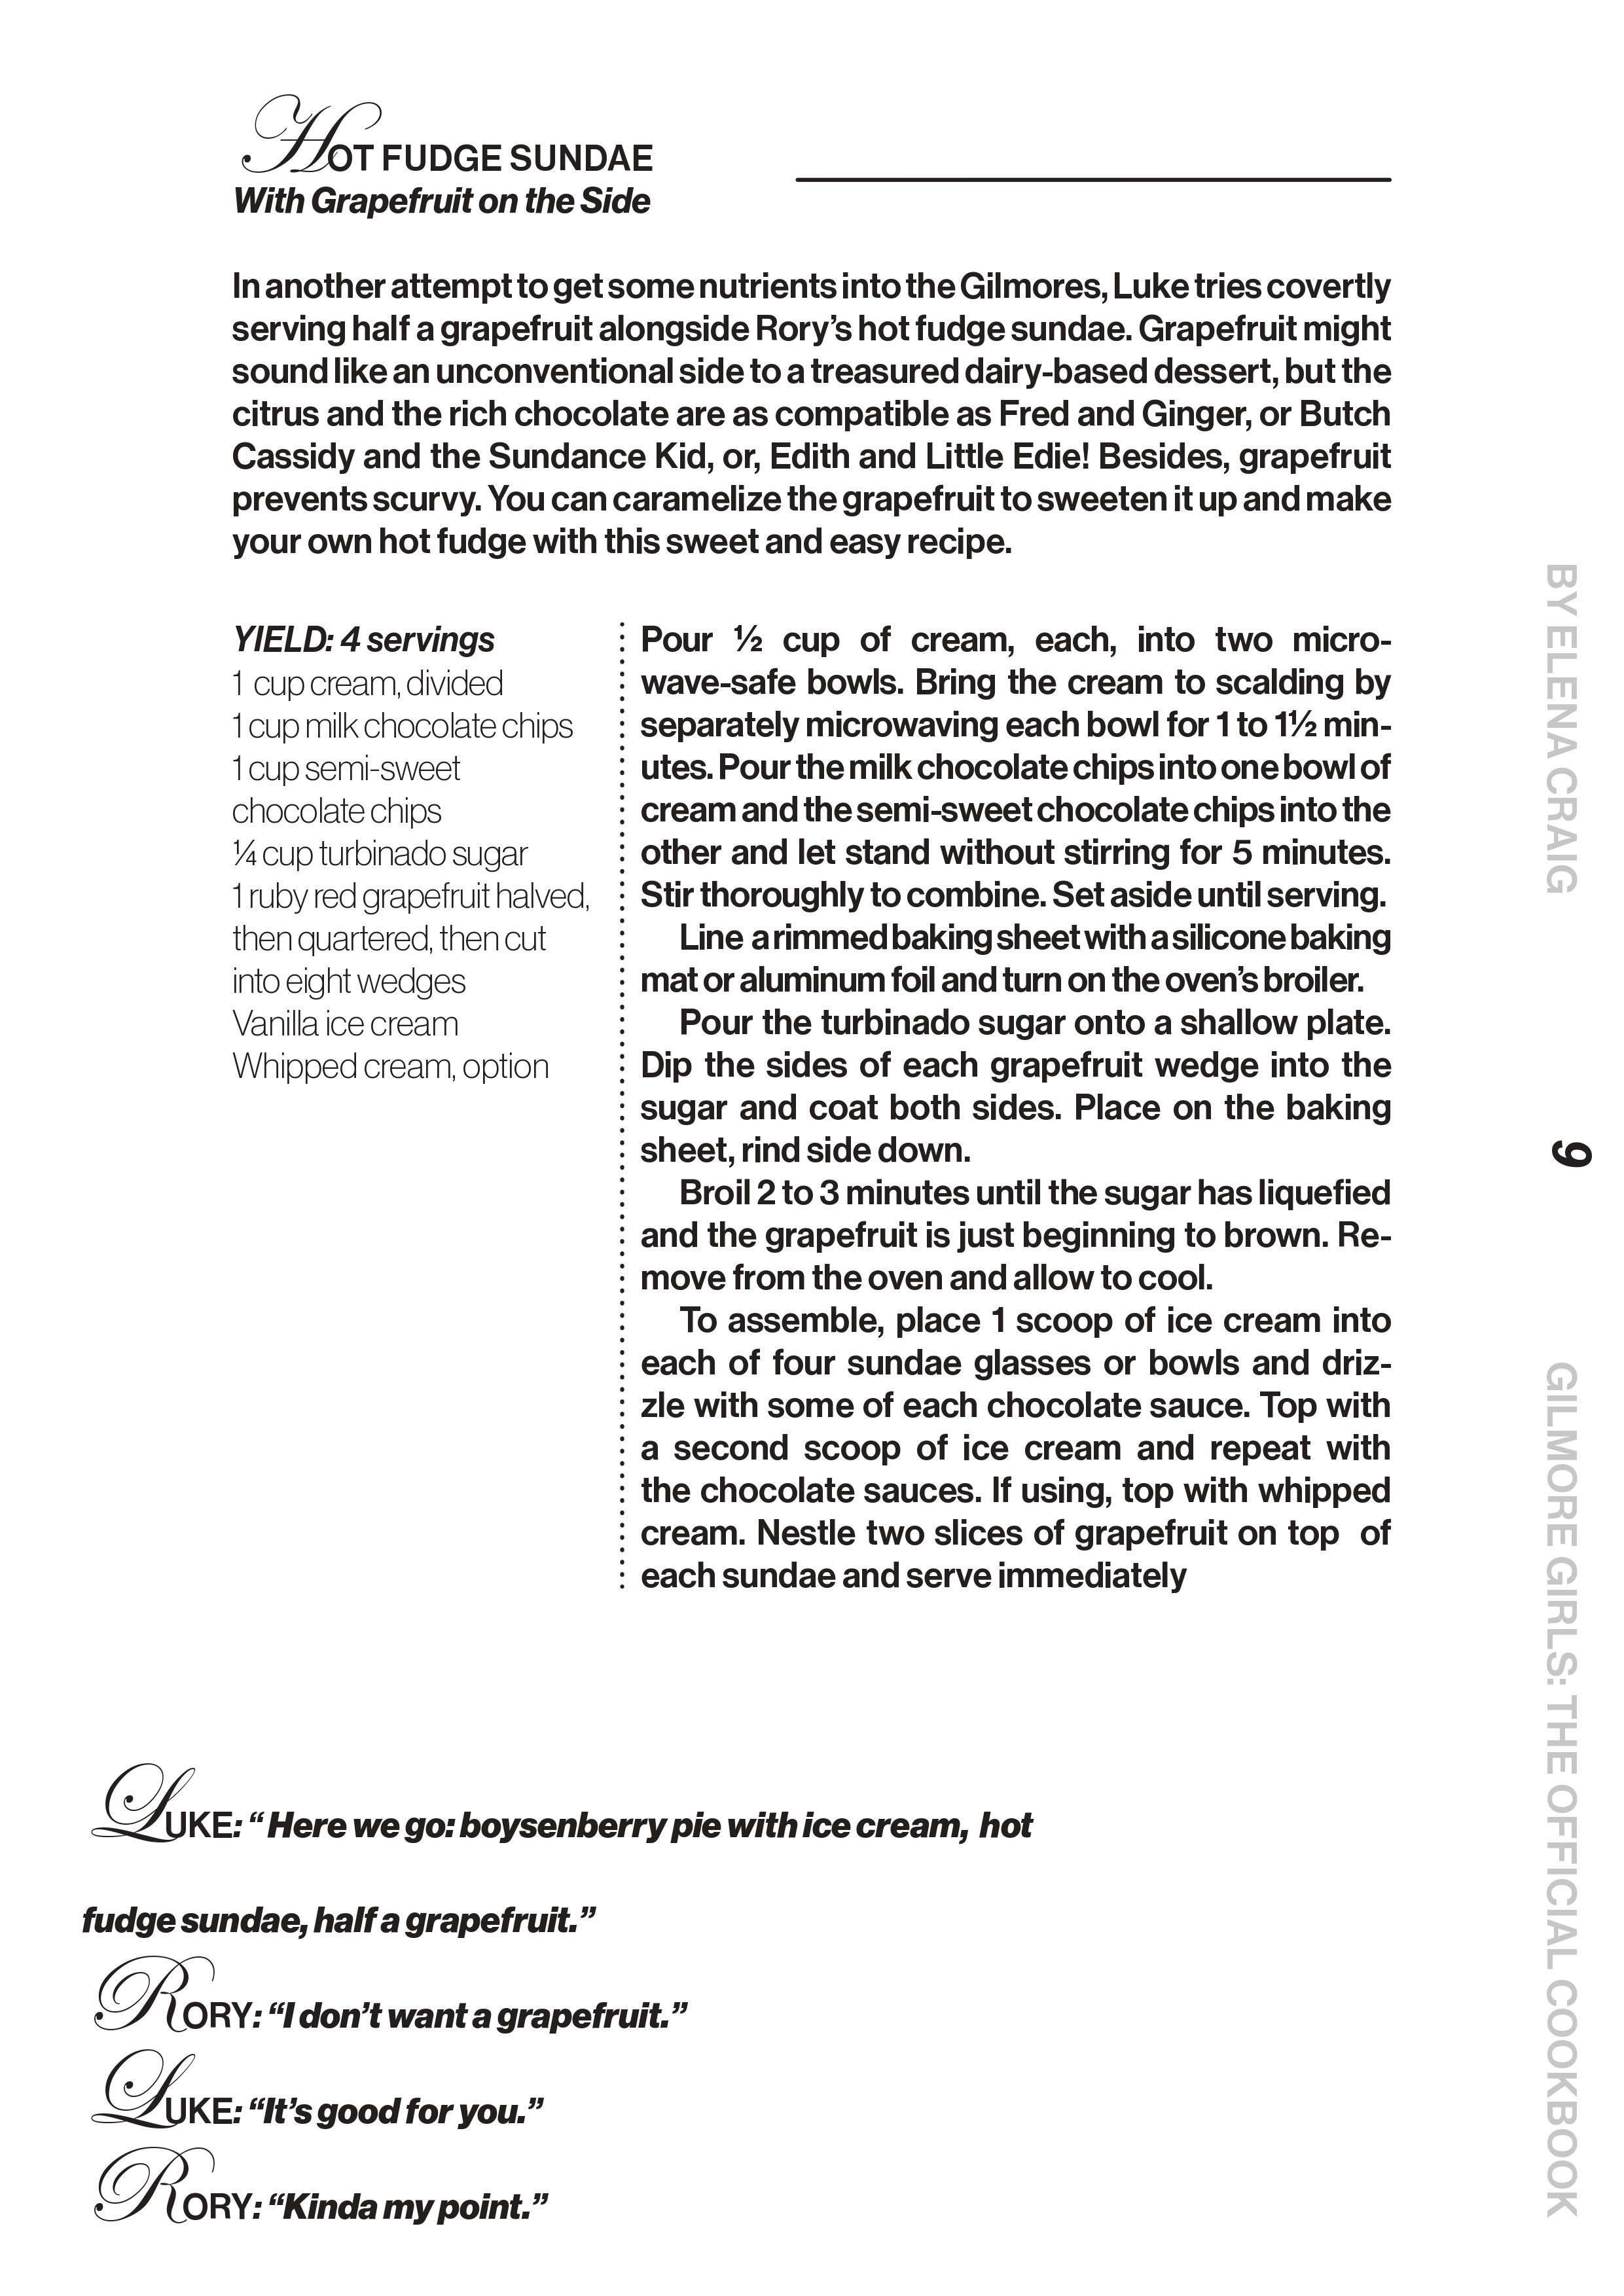 HOT FUDGE SUNDAE
With Grapefruit on the Side
In another attempt to get some nutrients into the Gilmores, Luke tries covertly
serving half a grapefruit alongside Rory’s hot fudge sundae. Grapefruit might
sound like an unconventional side to a treasured dairy-based dessert, but the
citrus and the rich chocolate are as compatible as Fred and Ginger, or Butch
Cassidy and the Sundance Kid, or, Edith and Little Edie! Besides, grapefruit
prevents scurvy. You can caramelize the grapefruit to sweeten it up and make
your own hot fudge with this sweet and easy recipe.
YIELD: 4 servings
1 cup cream, divided
1 cup milk chocolate chips
1 cup semi-sweet
chocolate chips
¼ cup turbinado sugar
1 ruby red grapefruit halved,
then quartered, then cut
into eight wedges
Vanilla ice cream
Whipped cream, option
Pour ½ cup of cream, each, into two micro-
wave-safe bowls. Bring the cream to scalding by
separately microwaving each bowl for 1 to 1½ min-
utes. Pour the milk chocolate chips into one bowl of
cream and the semi-sweet chocolate chips into the
other and let stand without stirring for 5 minutes.
Stir thoroughly to combine. Set aside until serving.
Line a rimmed baking sheet with a silicone baking
mat or aluminum foil and turn on the oven’s broiler.
Pour the turbinado sugar onto a shallow plate.
Dip the sides of each grapefruit wedge into the
sugar and coat both sides. Place on the baking
sheet, rind side down.
Broil 2 to 3 minutes until the sugar has liquefied
and the grapefruit is just beginning to brown. Re-
move from the oven and allow to cool.
To assemble, place 1 scoop of ice cream into
each of four sundae glasses or bowls and driz-
zle with some of each chocolate sauce. Top with
a second scoop of ice cream and repeat with
the chocolate sauces. If using, top with whipped
cream. Nestle two slices of grapefruit on top of
each sundae and serve immediately
LUKE: “ Here we go: boysenberry pie with ice cream, hot
fudge sundae, half a grapefruit.”
RORY: “I don’t want a grapefruit.”
LUKE: “It’s good for you.”
RORY: “Kinda my point.”
BY ELENA CRAIG
9
GILMORE GIRLS: THE OFFICIAL COOKBOOK